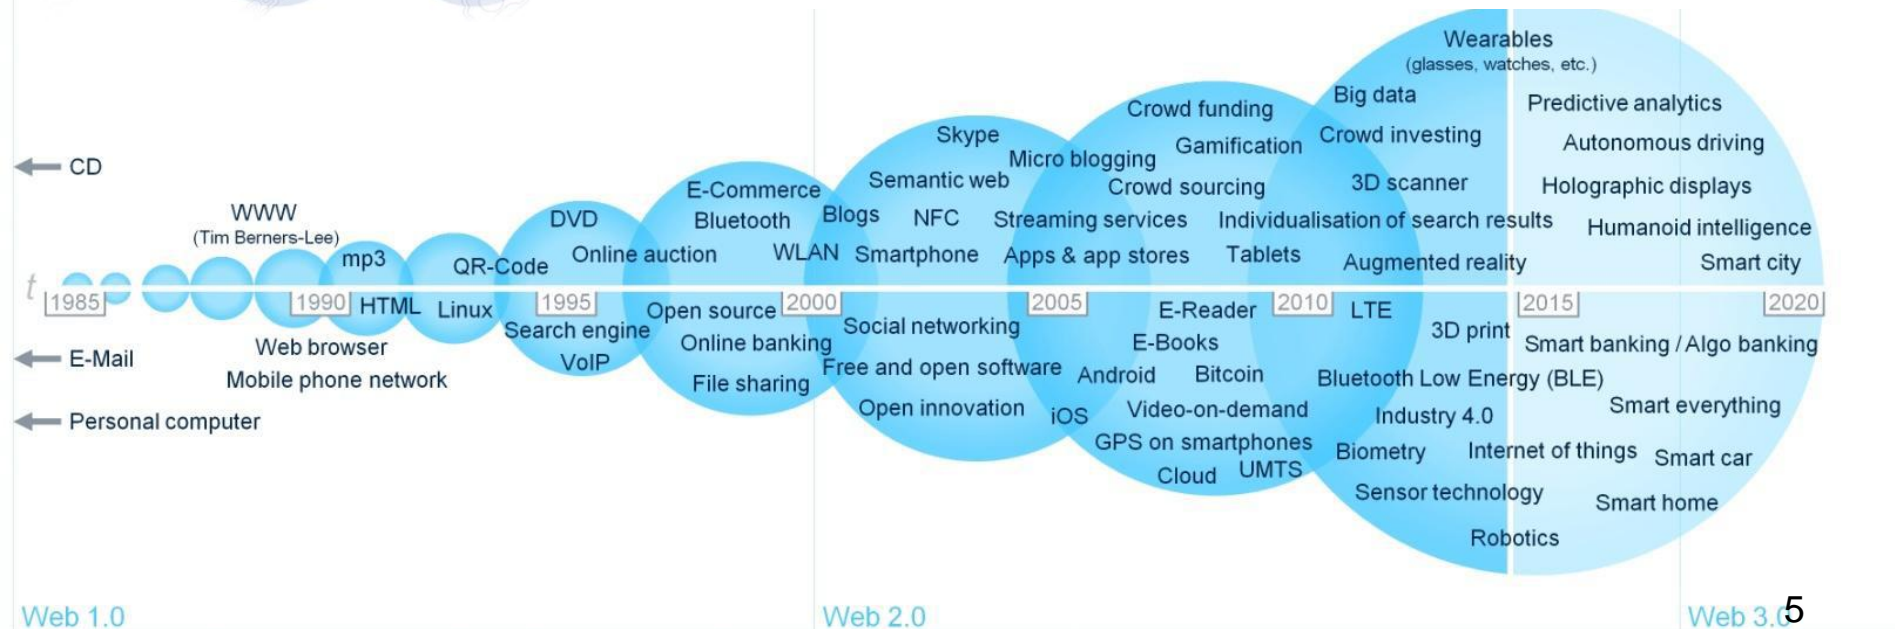 Wearables
(glasses, watches, etc.)
Big data
Predictive analytics
Crowd funding
Skype
Gamification
Crowd investing
Autonomous driving
Micro blogging
CD
Semantic web
Crowd sourcing
3D scanner
Holographic displays
E-Commerce
WWW
(Tim Berners-Lee)
DVD
Bluetooth
Blogs
NFC
Streaming services
Individualisation of search results
Humanoid intelligence
mp3
QR-Code
Online auction
WLAN
Smartphone
Apps & app stores
Tablets
Augmented reality
Smart city
t
1985
1990
1995
2000
2005
2010
2015
2020
HTML
Linux
Open source
E-Reader
LTE
Search engine
Social networking
3D print
Web browser
Online banking
E-Books
Smart banking / Algo banking
E-Mail
VoIP
Free and open software
Mobile phone network
File sharing
Android
Bitcoin
Bluetooth Low Energy (BLE)
Open innovation
iOS
Video-on-demand
Industry 4.0
Smart everything
Personal computer
GPS on smartphones
Biometry
Internet of things
Smart car
Cloud
UMTS
Sensor technology
Smart home
Robotics
Web 1.0
Web 2.0
Web 3.0
5